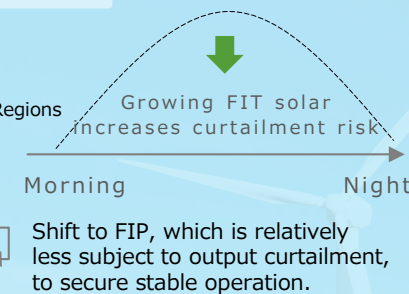 Growing FIT solar
Regions
increases curtailment risk
Morning
Night
Shift to FIP, which is relatively
less subject to output curtailment,
to secure stable operation.